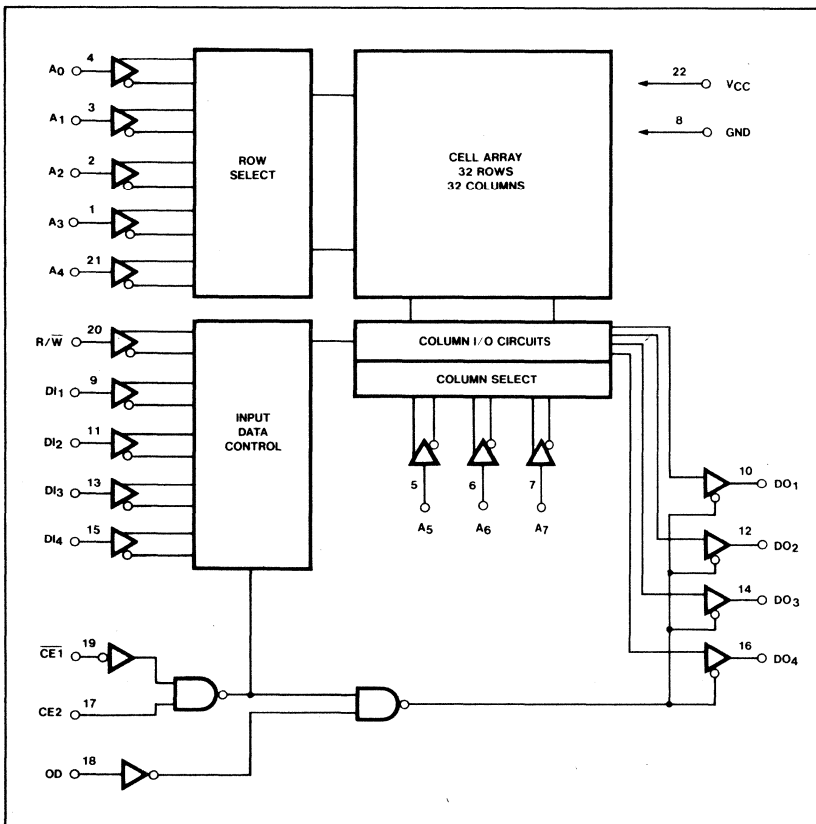 A0 4
A1 3
A2 2
A3 1
A4 21
ROW
SELECT
CELL ARRAY
32 ROWS
32 COLUMNS
22 VCC
8 GND
R/W̅ 20
DI1 9
DI2 11
DI3 13
DI4 15
INPUT
DATA
CONTROL
COLUMN I/O CIRCUITS
COLUMN SELECT
5 6 7
A5 A6 A7
10 DO1
12 DO2
14 DO3
16 DO4
C̅E̅1̅ 19
CE2 17
OD 18